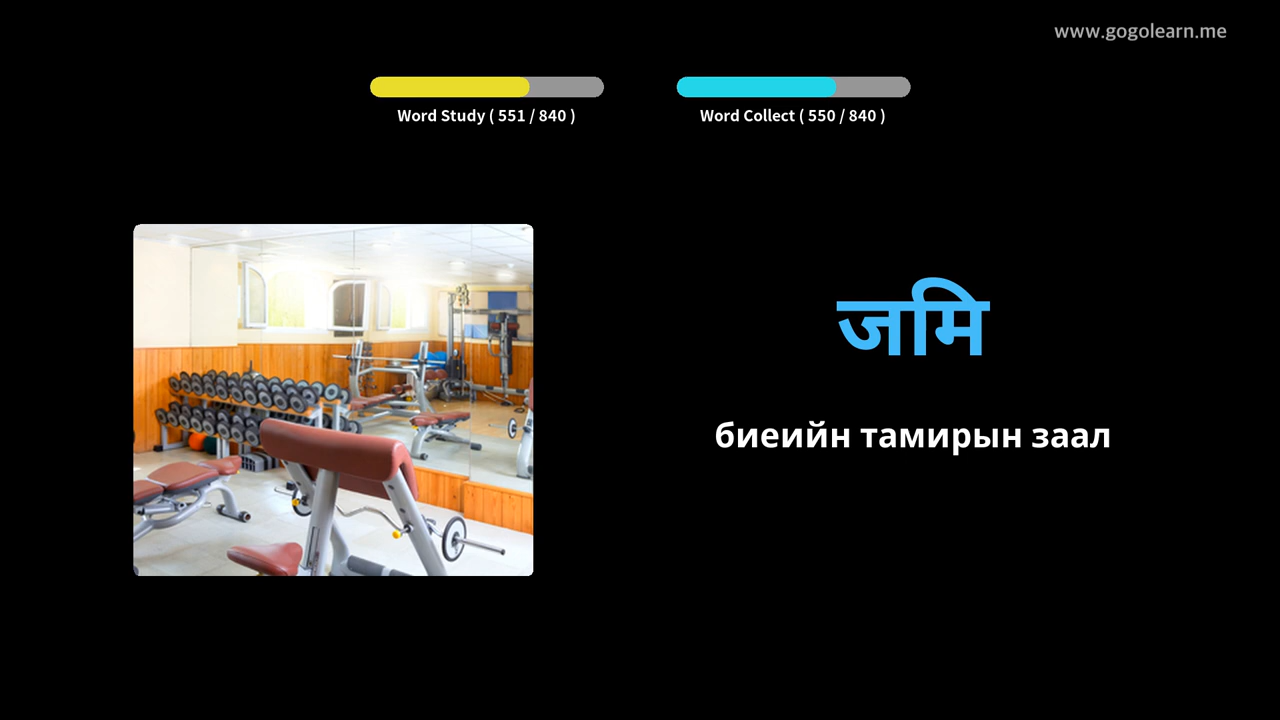 www.gogolearn.me
Word Study ( 551 / 840 )
Word Collect ( 550 / 840 )
जमि
биеийн тамирын заал